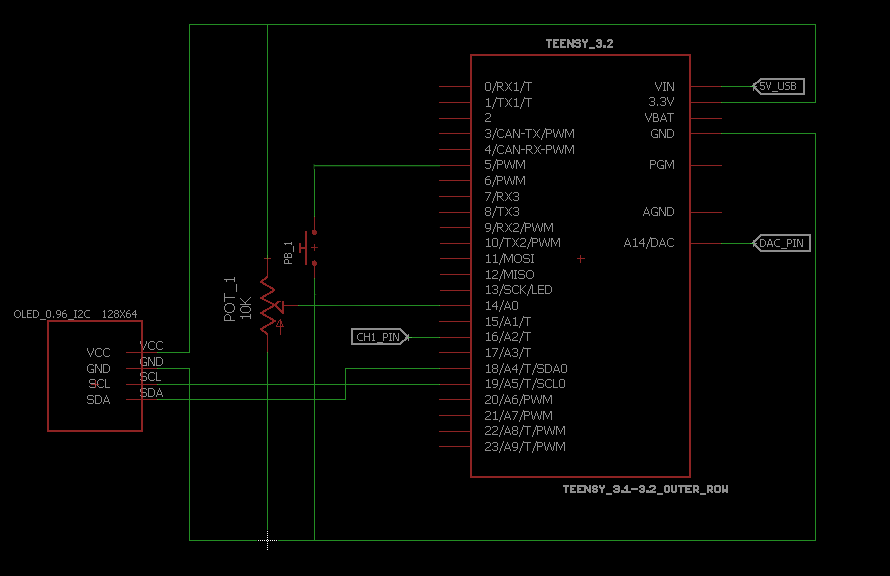 TEENSY_3.2
0/RX1/T
1/TX1/T
2
3/CAN-TX/PWM
4/CAN-RX-PWM
5/PWM
6/PWM
7/RX3
8/TX3
9/RX2/PWM
10/TX2/PWM
11/MOSI
12/MISO
13/SCK/LED
14/A0
15/A1/T
16/A2/T
17/A3/T
18/A4/T/SDA0
19/A5/T/SCL0
20/A6/PWM
21/A7/PWM
22/A8/T/PWM
23/A9/T/PWM
VIN
3.3V
VBAT
GND
PGM
AGND
A14/DAC
5V_USB
DAC_PIN
TEENSY_3.1-3.2_OUTER_ROW
PB_1
POT_1
10K
CH1_PIN
OLED_0.96_I2C 128X64
VCC
GND
SCL
SDA
VCC
GND
SCL
SDA